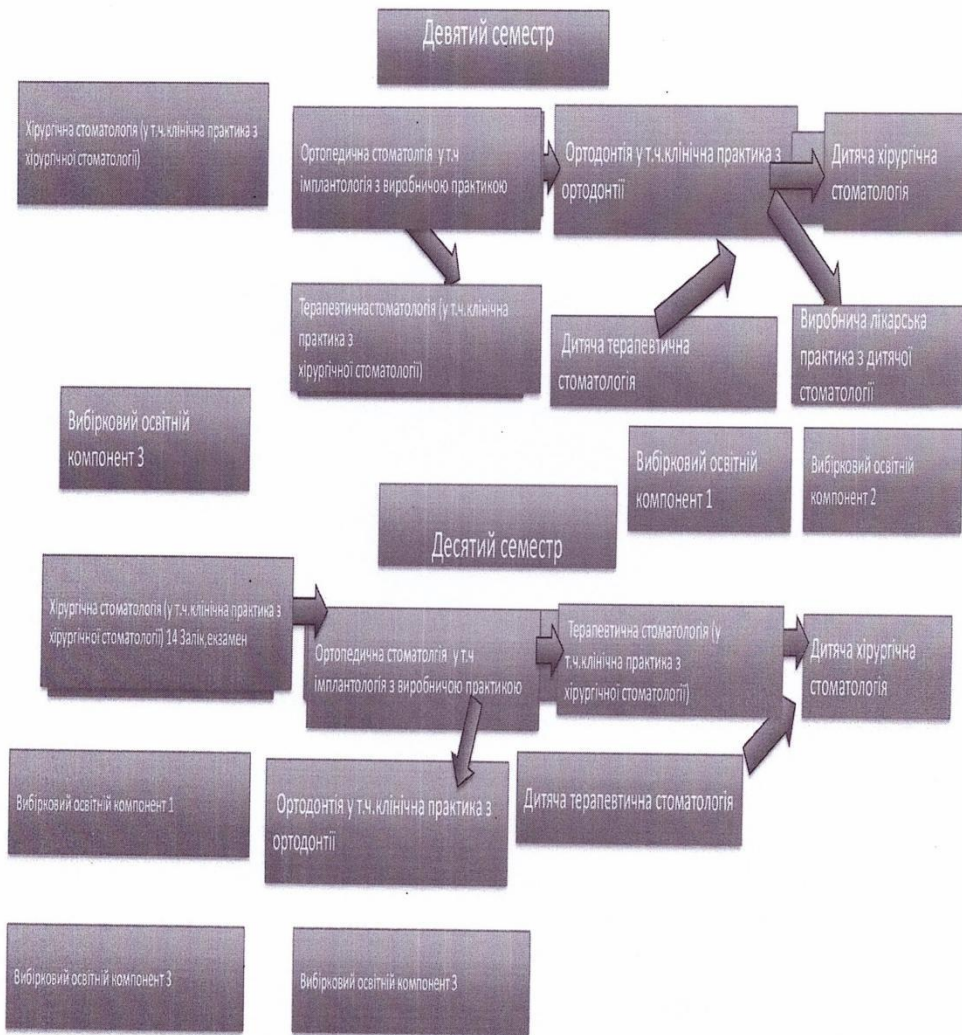 Девятий семестр
Хірургічна стоматологія (у т.ч.клінічна практика з
хірургічної стоматології)
Ортопедична стоматолгія у т.ч
імплантологія з виробничою практикою
Ортодонтія у т.ч.клінічна практика з
ортодонтії
Дитяча хірургічна
стоматологія
Терапевтичнастоматологія (у т.ч.клінічна
практика з
хірургічної стоматології)
Дитяча терапевтична
стоматологія
Виробнича лікарська
практика з дитячої
стоматології
Вибірковий освітній
компонент 3
Вибірковий освітній
компонент 1
Вибірковий освітній
компонент 2
Десятий семестр
Хірургічна стоматологія (у т.ч.клінічна практика з
хірургічної стоматології) 14 Залік,екзамен
Ортопедична стоматолгія у т.ч
імплантологія з виробничою практикою
Терапевтична стоматологія (у
т.ч.клінічна практика з
хірургічної стоматології)
Дитяча хірургічна
стоматологія
Вибірковий освітній компонент 1
Ортодонтія у т.ч.клінічна практика з
ортодонтії
Дитяча терапевтична стоматологія
Вибірковий освітній компонент 3
Вибірковий освітній компонент 3